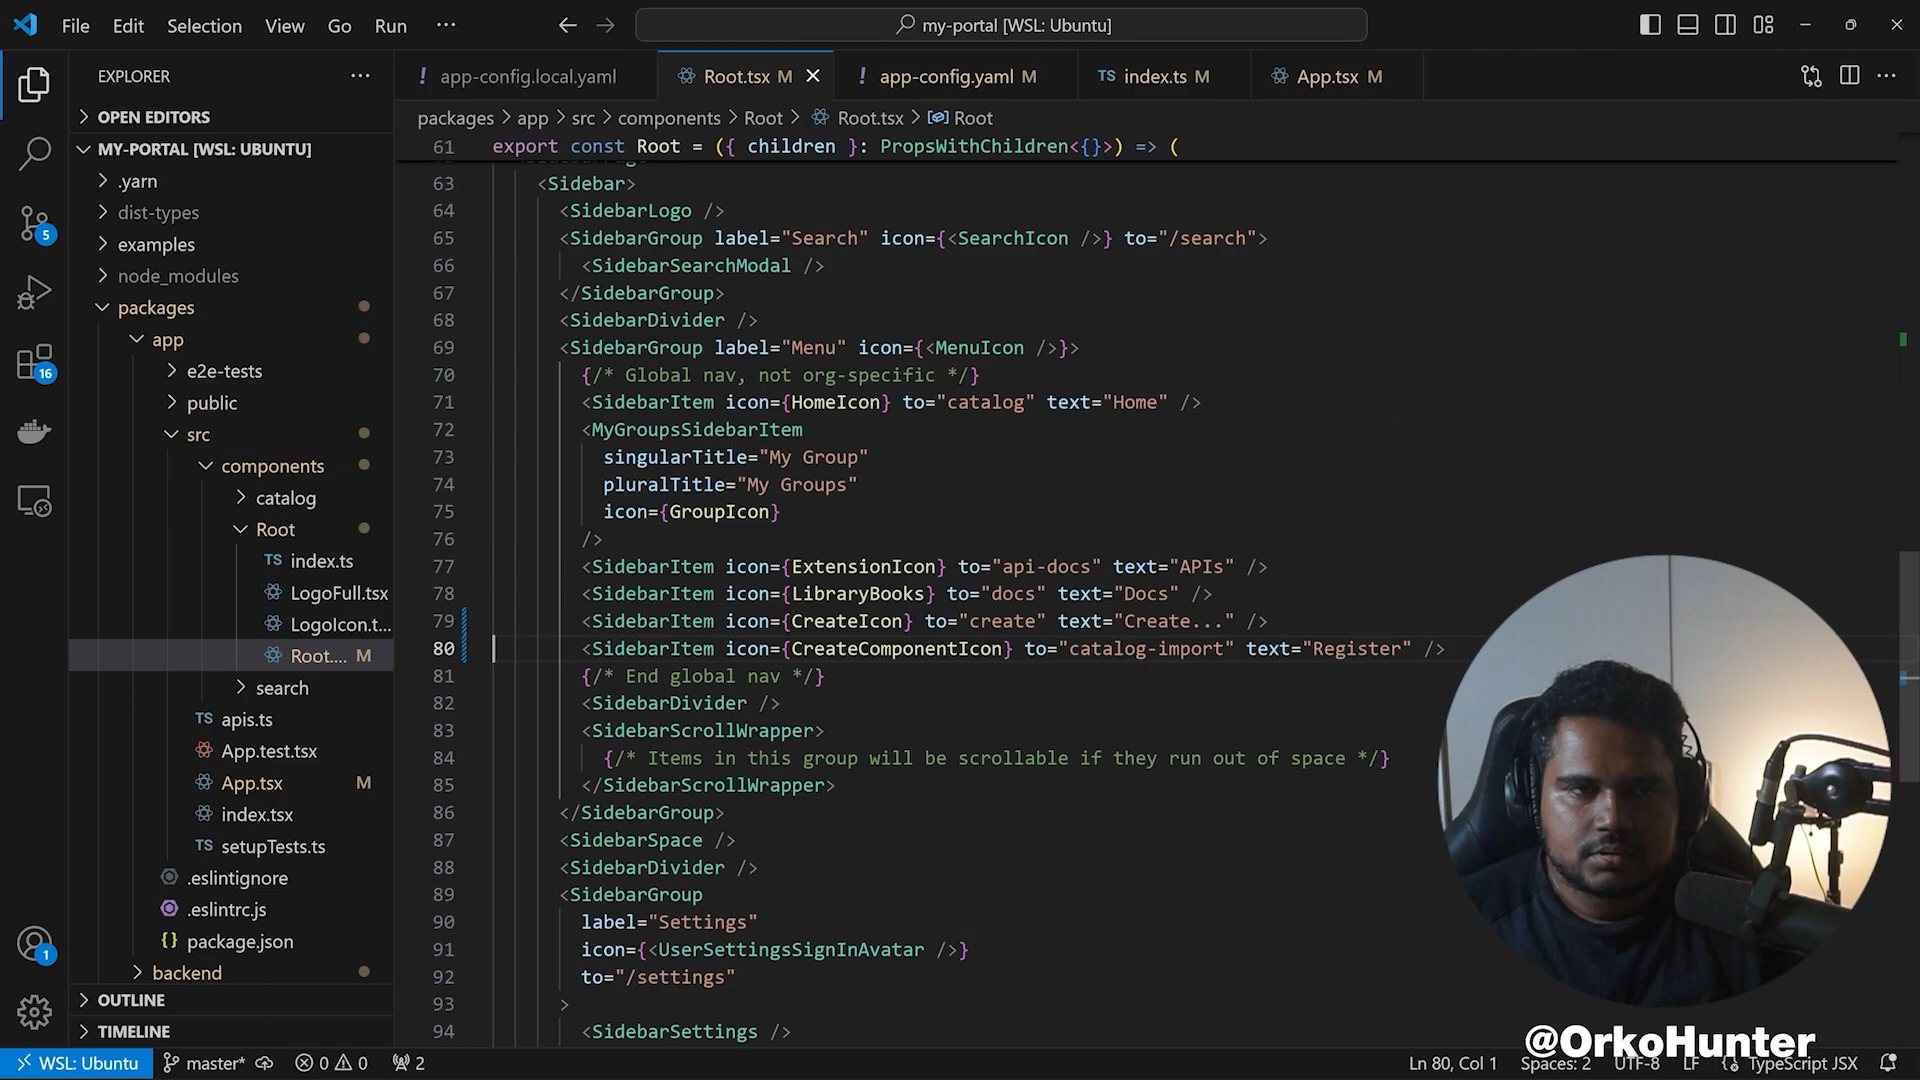 File Edit Selection View Go Run ···
my-portal [WSL: Ubuntu]
EXPLORER
OPEN EDITORS
MY-PORTAL [WSL: UBUNTU]
.yarn
dist-types
examples
node_modules
packages
app
e2e-tests
public
src
components
catalog
Root
TS index.ts
LogoFull.tsx
LogoIcon.t...
Root.... M
search
TS apis.ts
App.test.tsx
App.tsx M
index.tsx
TS setupTests.ts
.eslintignore
.eslintrc.js
{} package.json
backend
OUTLINE
TIMELINE
5
16
1
! app-config.local.yaml
Root.tsx M
! app-config.yaml M
TS index.ts M
App.tsx M
packages > app > src > components > Root > Root.tsx > Root
61 export const Root = ({ children }: PropsWithChildren<{}>) => (
63 <Sidebar>
64 <SidebarLogo />
65 <SidebarGroup label="Search" icon={<SearchIcon />} to="/search">
66 <SidebarSearchModal />
67 </SidebarGroup>
68 <SidebarDivider />
69 <SidebarGroup label="Menu" icon={<MenuIcon />}>
70 {/* Global nav, not org-specific */}
71 <SidebarItem icon={HomeIcon} to="catalog" text="Home" />
72 <MyGroupsSidebarItem
73 singularTitle="My Group"
74 pluralTitle="My Groups"
75 icon={GroupIcon}
76 />
77 <SidebarItem icon={ExtensionIcon} to="api-docs" text="APIs" />
78 <SidebarItem icon={LibraryBooks} to="docs" text="Docs" />
79 <SidebarItem icon={CreateIcon} to="create" text="Create..." />
80 <SidebarItem icon={CreateComponentIcon} to="catalog-import" text="Register" />
81 {/* End global nav */}
82 <SidebarDivider />
83 <SidebarScrollWrapper>
84 {/* Items in this group will be scrollable if they run out of space */}
85 </SidebarScrollWrapper>
86 </SidebarGroup>
87 <SidebarSpace />
88 <SidebarDivider />
89 <SidebarGroup
90 label="Settings"
91 icon={<UserSettingsSignInAvatar />}
92 to="/settings"
93 >
94 <SidebarSettings />
@OrkoHunter
WSL: Ubuntu master* 0 0 2 Ln 80, Col 1 Spaces: 2 UTF-8 LF TypeScript JSX